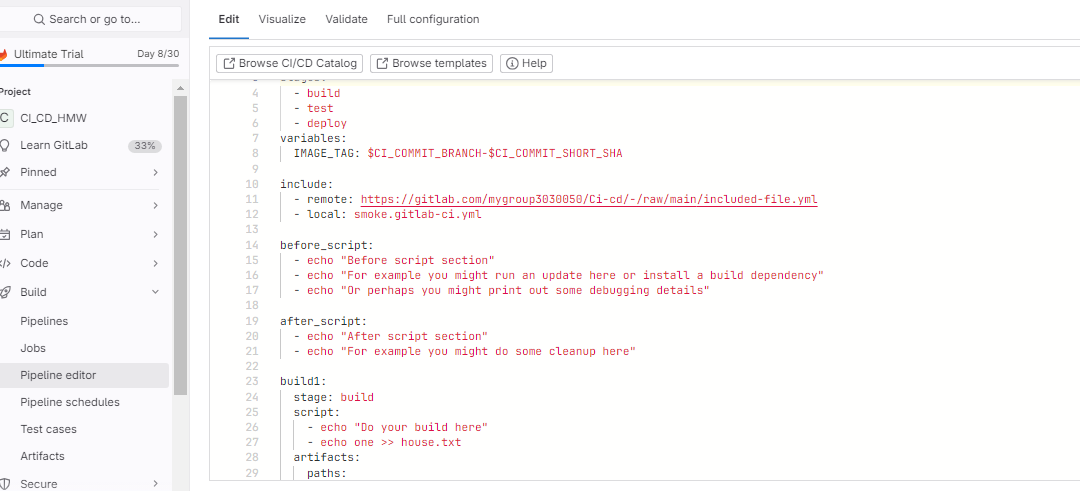 Search or go to...
Ultimate Trial Day 8/30
Project
C CI_CD_HMW
Learn GitLab 33%
Pinned
Manage
Plan
Code
Build
Pipelines
Jobs
Pipeline editor
Pipeline schedules
Test cases
Artifacts
Secure
Edit Visualize Validate Full configuration
Browse CI/CD Catalog Browse templates Help
4 - build
5 - test
6 - deploy
7 variables:
8 IMAGE_TAG: $CI_COMMIT_BRANCH-$CI_COMMIT_SHORT_SHA
9
10 include:
11 - remote: https://gitlab.com/mygroup3030050/Ci-cd/-/raw/main/included-file.yml
12 - local: smoke.gitlab-ci.yml
13
14 before_script:
15 - echo "Before script section"
16 - echo "For example you might run an update here or install a build dependency"
17 - echo "Or perhaps you might print out some debugging details"
18
19 after_script:
20 - echo "After script section"
21 - echo "For example you might do some cleanup here"
22
23 build1:
24 stage: build
25 script:
26 - echo "Do your build here"
27 - echo one >> house.txt
28 artifacts:
29 paths: